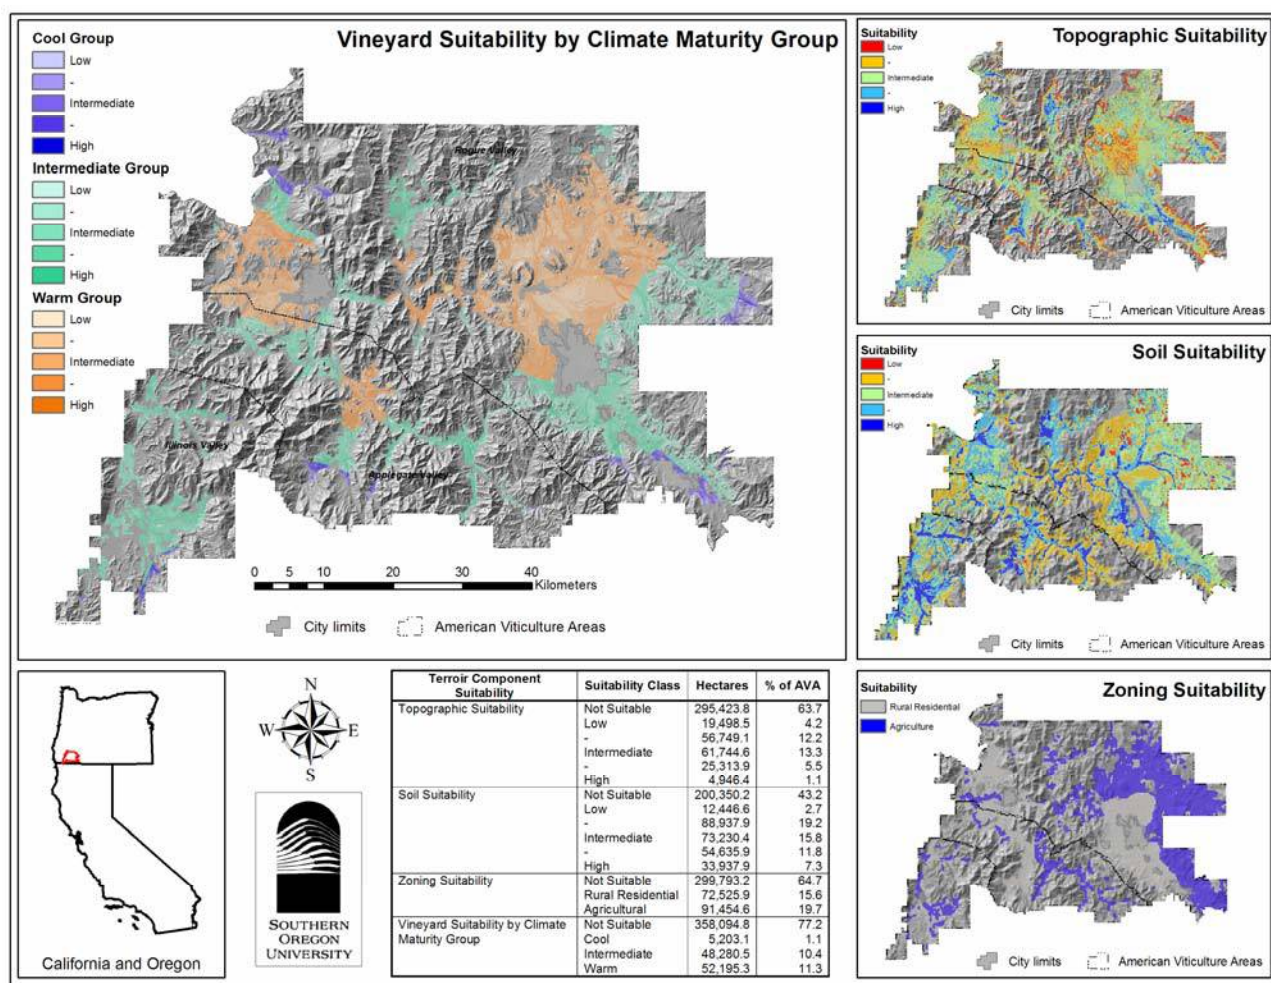 Vineyard Suitability by Climate Maturity Group
Cool Group
Low
-
Intermediate
-
High
Intermediate Group
Low
-
Intermediate
-
High
Warm Group
Low
-
Intermediate
-
High
Rogue Valley
Illinois Valley
Applegate Valley
0 5 10 20 30 40
Kilometers
City limits American Viticulture Areas
Topographic Suitability
Suitability
Low
-
Intermediate
-
High
City limits American Viticulture Areas
Soil Suitability
Suitability
Low
-
Intermediate
-
High
City limits American Viticulture Areas
California and Oregon
N
W E
S
SOUTHERN
OREGON
UNIVERSITY
Terroir Component Suitability Suitability Class Hectares % of AVA
Topographic Suitability Not Suitable 295,423.8 63.7
Low 19,498.5 4.2
- 56,749.1 12.2
Intermediate 61,744.6 13.3
- 25,313.9 5.5
High 4,946.4 1.1
Soil Suitability Not Suitable 200,350.2 43.2
Low 12,446.6 2.7
- 88,937.9 19.2
Intermediate 73,230.4 15.8
- 54,635.9 11.8
High 33,937.9 7.3
Zoning Suitability Not Suitable 299,793.2 64.7
Rural Residential 72,525.9 15.6
Agricultural 91,454.6 19.7
Vineyard Suitability by Climate Not Suitable 358,094.8 77.2
Maturity Group Cool 5,203.1 1.1
Intermediate 48,280.5 10.4
Warm 52,195.3 11.3
Zoning Suitability
Suitability
Rural Residential
Agriculture
City limits American Viticulture Areas